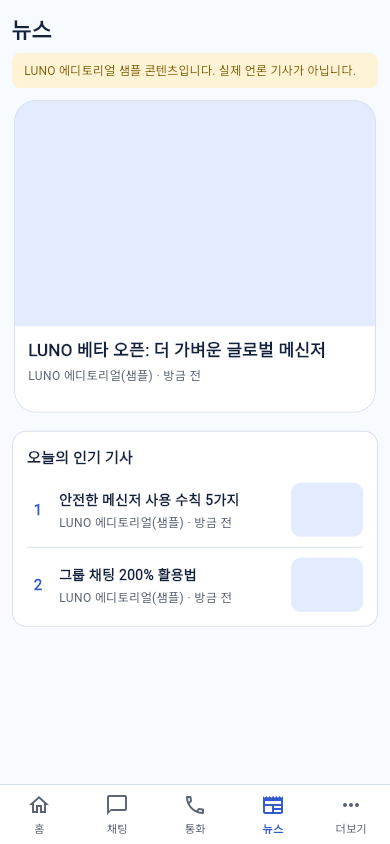 뉴스
LUNO 에디토리얼 샘플 콘텐츠입니다. 실제 언론 기사가 아닙니다.
LUNO 베타 오픈: 더 가벼운 글로벌 메신저
LUNO 에디토리얼(샘플) · 방금 전
오늘의 인기 기사
1
안전한 메신저 사용 수칙 5가지
LUNO 에디토리얼(샘플) · 방금 전
2
그룹 채팅 200% 활용법
LUNO 에디토리얼(샘플) · 방금 전
홈
채팅
통화
뉴스
더보기